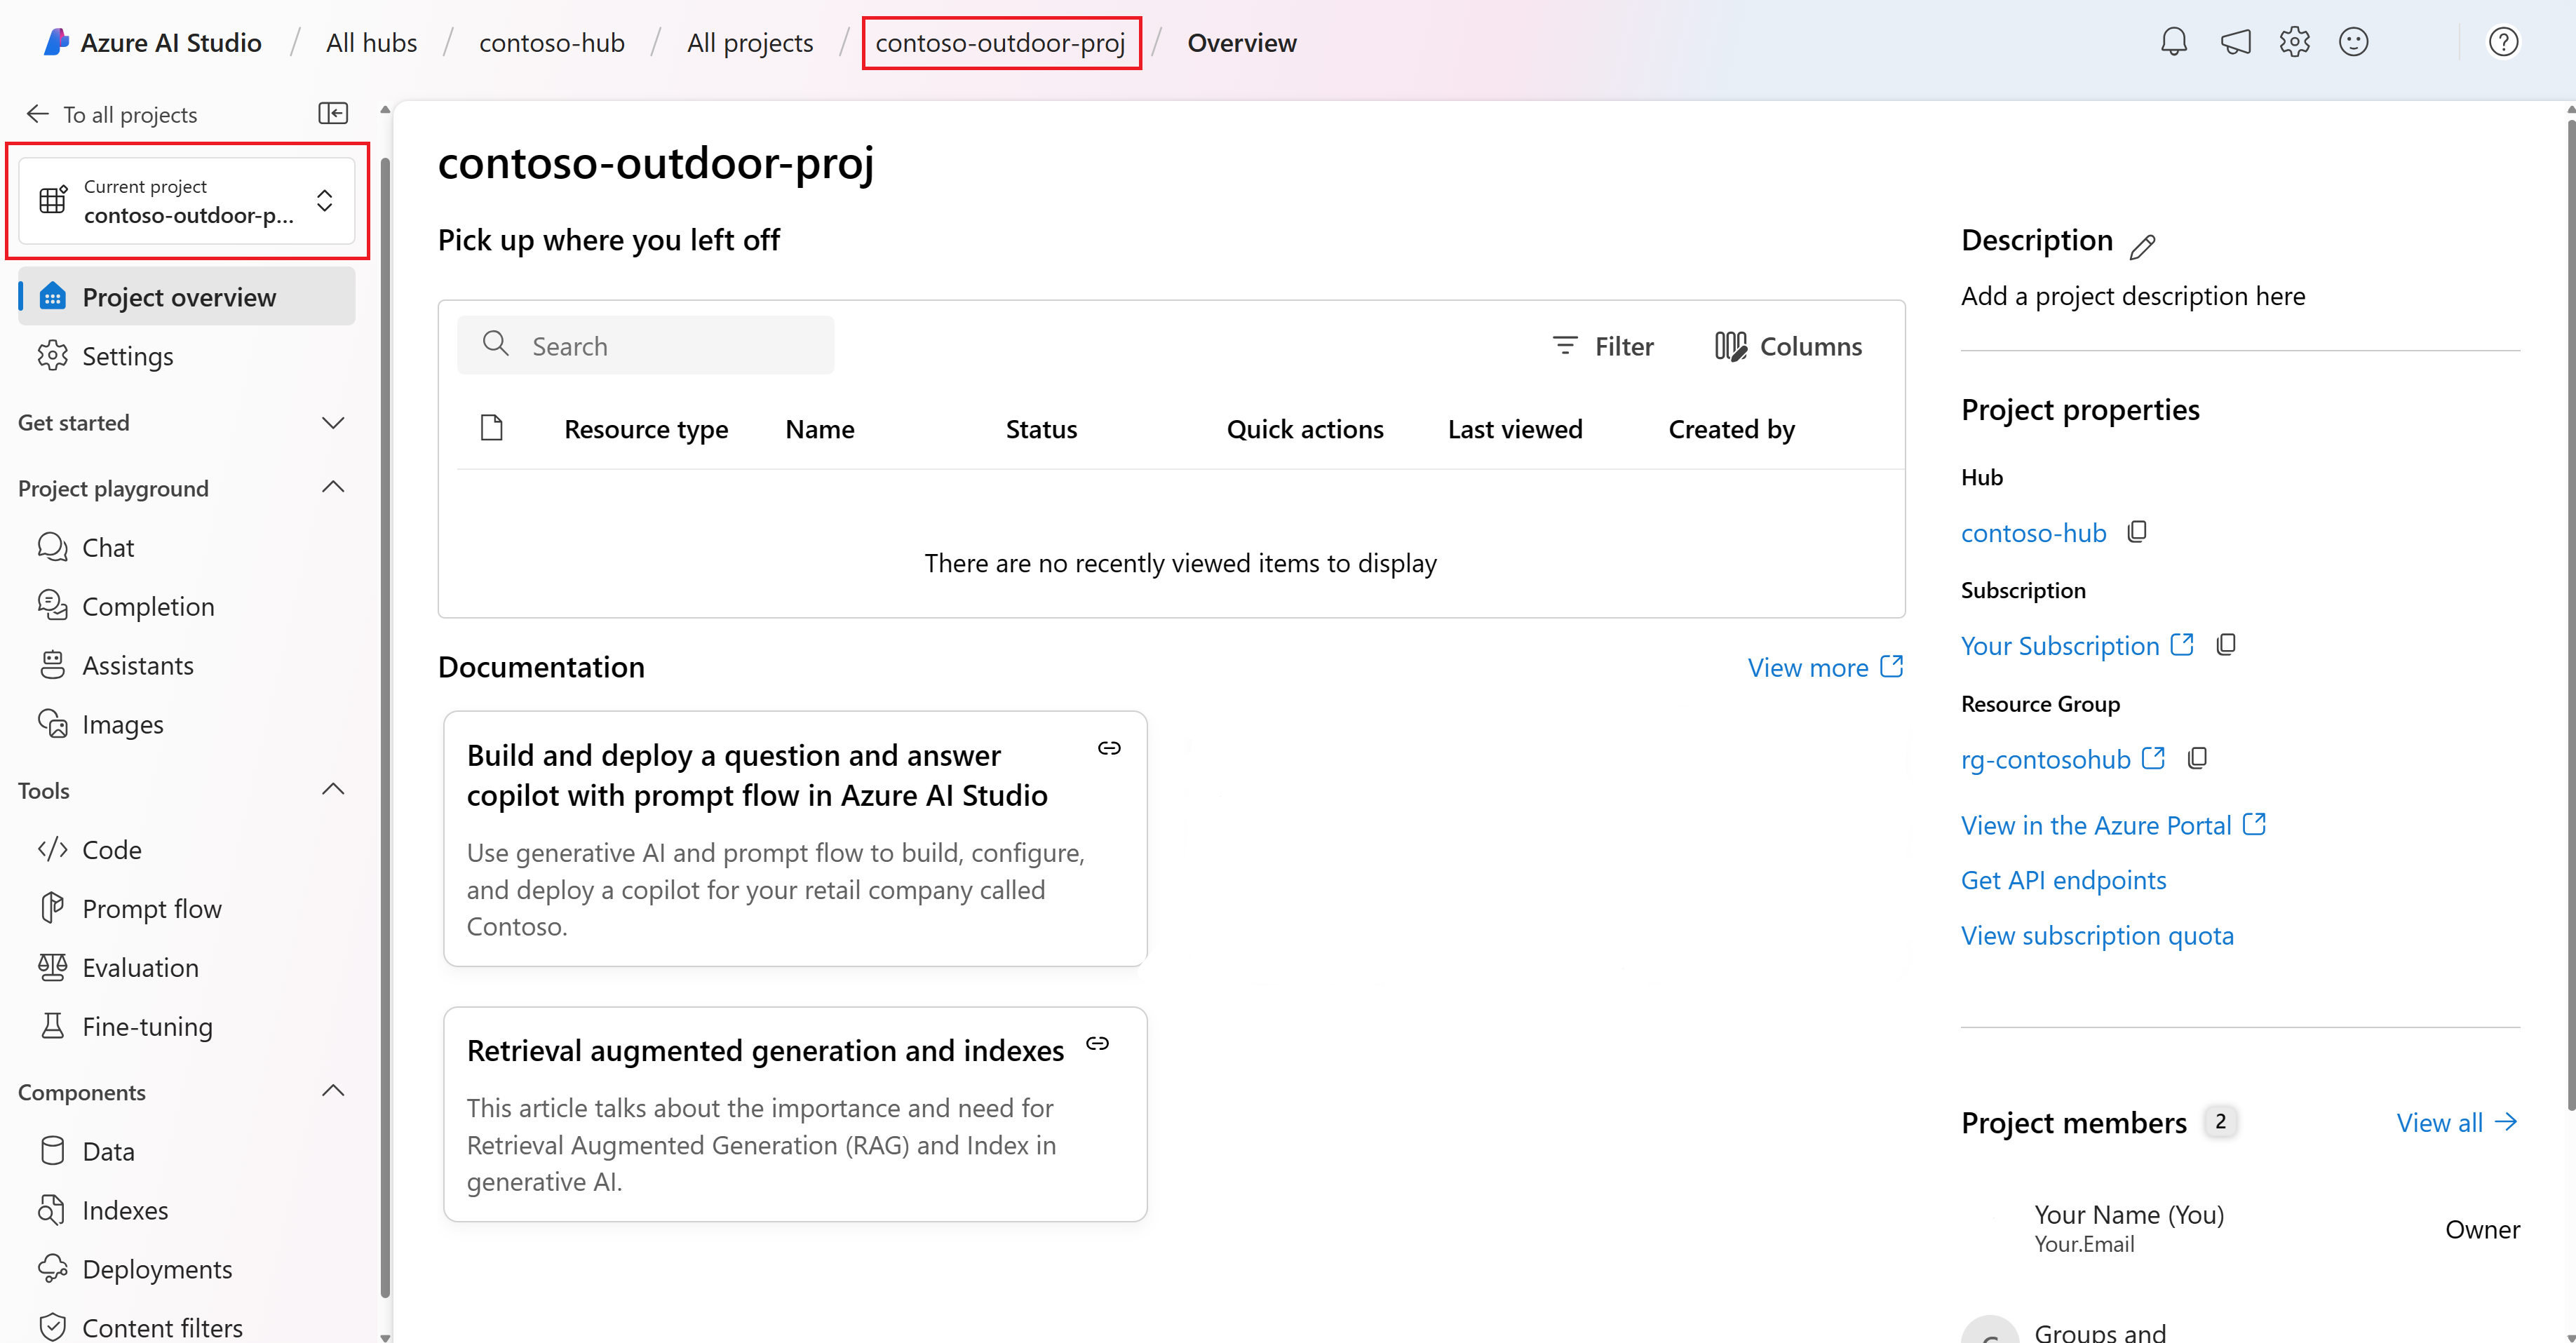 Azure AI Studio / All hubs / contoso-hub / All projects / contoso-outdoor-proj / Overview
To all projects
Current project
contoso-outdoor-p...
Project overview
Settings
Get started
Project playground
Chat
Completion
Assistants
Images
Tools
Code
Prompt flow
Evaluation
Fine-tuning
Components
Data
Indexes
Deployments
Content filters
contoso-outdoor-proj
Pick up where you left off
Search
Filter
Columns
Resource type Name Status Quick actions Last viewed Created by
There are no recently viewed items to display
Documentation
View more
Build and deploy a question and answer
copilot with prompt flow in Azure AI Studio
Use generative AI and prompt flow to build, configure,
and deploy a copilot for your retail company called
Contoso.
Retrieval augmented generation and indexes
This article talks about the importance and need for
Retrieval Augmented Generation (RAG) and Index in
generative AI.
Description
Add a project description here
Project properties
Hub
contoso-hub
Subscription
Your Subscription
Resource Group
rg-contosohub
View in the Azure Portal
Get API endpoints
View subscription quota
Project members 2
View all
Your Name (You)
Your.Email
Owner
Groups and